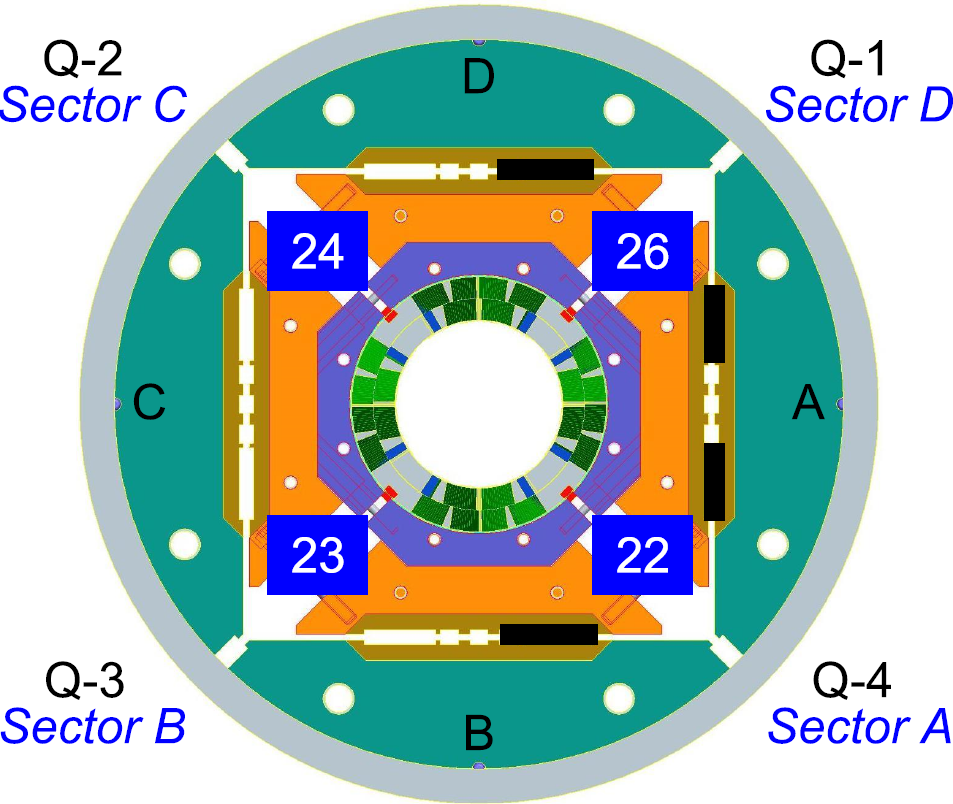 Q-2
Sector C
Q-1
Sector D
D
24
26
C
A
23
22
Q-3
Sector B
Q-4
Sector A
B